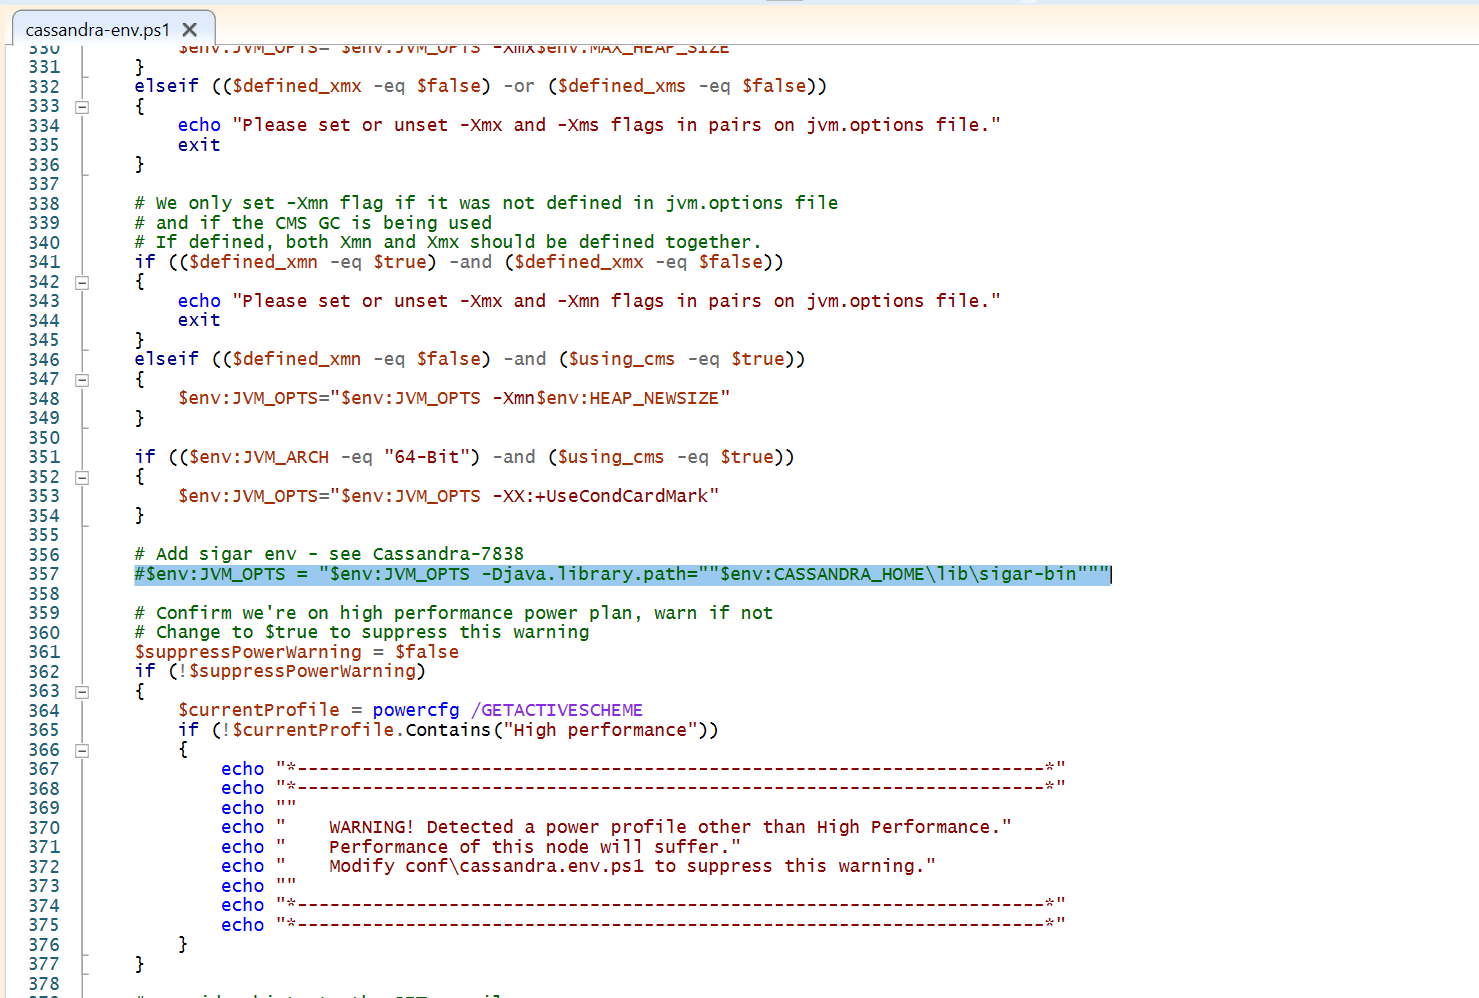 cassandra-env.ps1
330 $env:JVM_OPTS="$env:JVM_OPTS -Xmx$env:MAX_HEAP_SIZE"
331 }
332 elseif (($defined_xmx -eq $false) -or ($defined_xms -eq $false))
333 {
334 echo "Please set or unset -Xmx and -Xms flags in pairs on jvm.options file."
335 exit
336 }
337
338 # We only set -Xmn flag if it was not defined in jvm.options file
339 # and if the CMS GC is being used
340 # If defined, both Xmn and Xmx should be defined together.
341 if (($defined_xmn -eq $true) -and ($defined_xmx -eq $false))
342 {
343 echo "Please set or unset -Xmx and -Xmn flags in pairs on jvm.options file."
344 exit
345 }
346 elseif (($defined_xmn -eq $false) -and ($using_cms -eq $true))
347 {
348 $env:JVM_OPTS="$env:JVM_OPTS -Xmn$env:HEAP_NEWSIZE"
349 }
350
351 if (($env:JVM_ARCH -eq "64-Bit") -and ($using_cms -eq $true))
352 {
353 $env:JVM_OPTS="$env:JVM_OPTS -XX:+UseCondCardMark"
354 }
355
356 # Add sigar env - see Cassandra-7838
357 #$env:JVM_OPTS = "$env:JVM_OPTS -Djava.library.path=""$env:CASSANDRA_HOME\lib\sigar-bin"""
358
359 # Confirm we're on high performance power plan, warn if not
360 # Change to $true to suppress this warning
361 $suppressPowerWarning = $false
362 if (!$suppressPowerWarning)
363 {
364 $currentProfile = powercfg /GETACTIVESCHEME
365 if (!$currentProfile.Contains("High performance"))
366 {
367 echo "*---------------------------------------------------------------------*"
368 echo "*---------------------------------------------------------------------*"
369 echo ""
370 echo "    WARNING! Detected a power profile other than High Performance."
371 echo "    Performance of this node will suffer."
372 echo "    Modify conf\cassandra.env.ps1 to suppress this warning."
373 echo ""
374 echo "*---------------------------------------------------------------------*"
375 echo "*---------------------------------------------------------------------*"
376 }
377 }
378